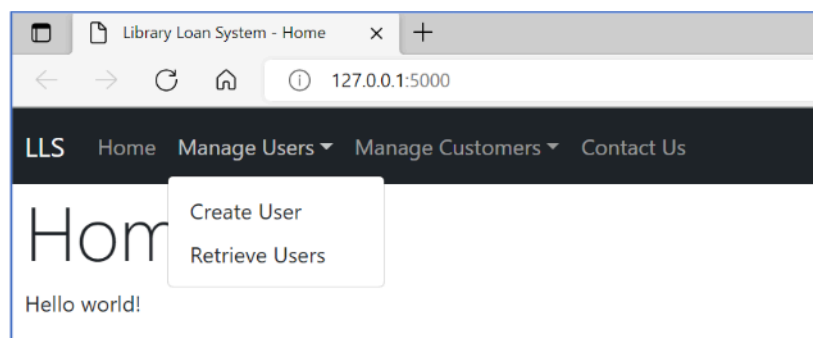 Library Loan System - Home
127.0.0.1:5000
LLS Home Manage Users Manage Customers Contact Us
Create User
Hom
Retrieve Users
Hello world!